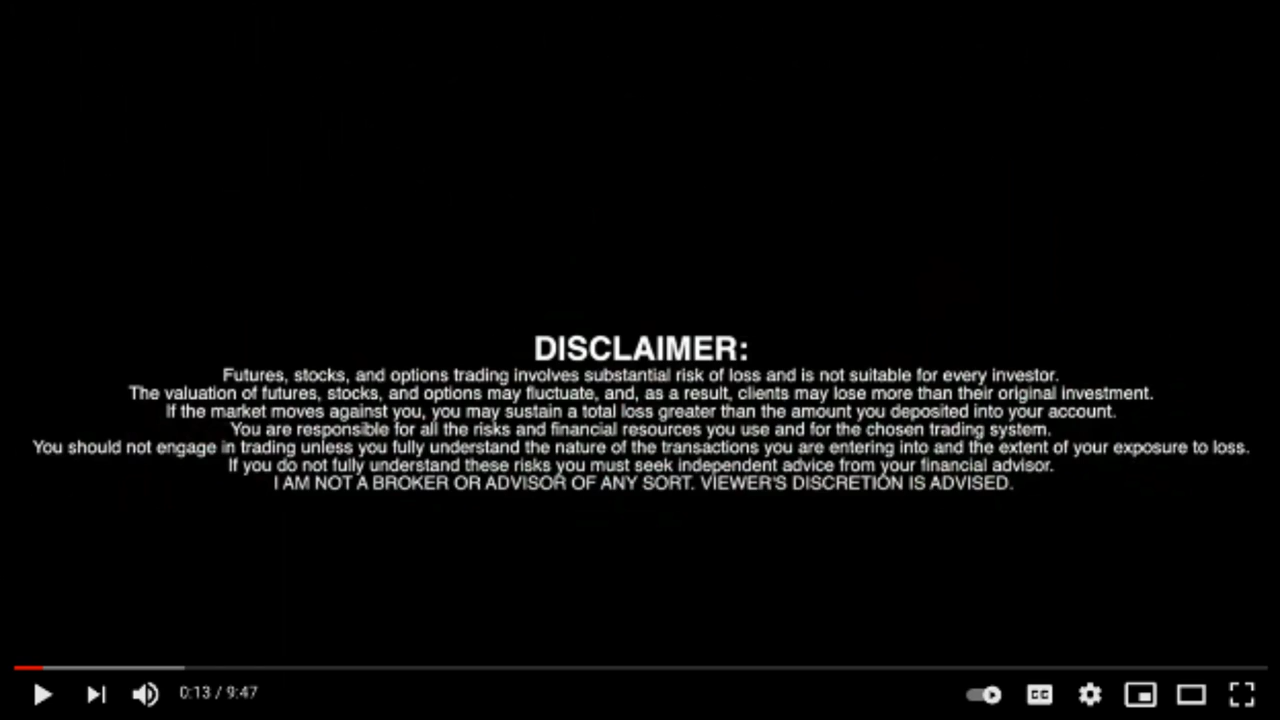 DISCLAIMER:
Futures, stocks, and options trading involves substantial risk of loss and is not suitable for every investor.
The valuation of futures, stocks, and options may fluctuate, and, as a result, clients may lose more than their original investment.
If the market moves against you, you may sustain a total loss greater than the amount you deposited into your account.
You are responsible for all the risks and financial resources you use and for the chosen trading system.
You should not engage in trading unless you fully understand the nature of the transactions you are entering into and the extent of your exposure to loss.
If you do not fully understand these risks you must seek independent advice from your financial advisor.
I AM NOT A BROKER OR ADVISOR OF ANY SORT. VIEWER'S DISCRETION IS ADVISED.
0:13 / 9:47 CC